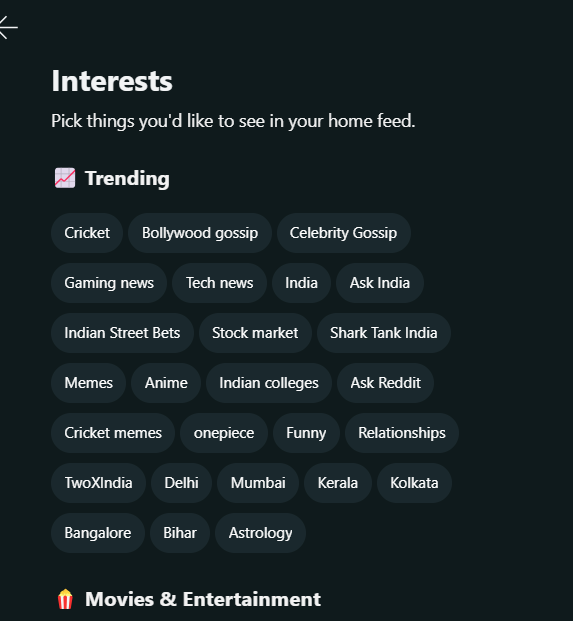 Interests
Pick things you'd like to see in your home feed.
Trending
Cricket Bollywood gossip Celebrity Gossip
Gaming news Tech news India Ask India
Indian Street Bets Stock market Shark Tank India
Memes Anime Indian colleges Ask Reddit
Cricket memes onepiece Funny Relationships
TwoXIndia Delhi Mumbai Kerala Kolkata
Bangalore Bihar Astrology
Movies & Entertainment